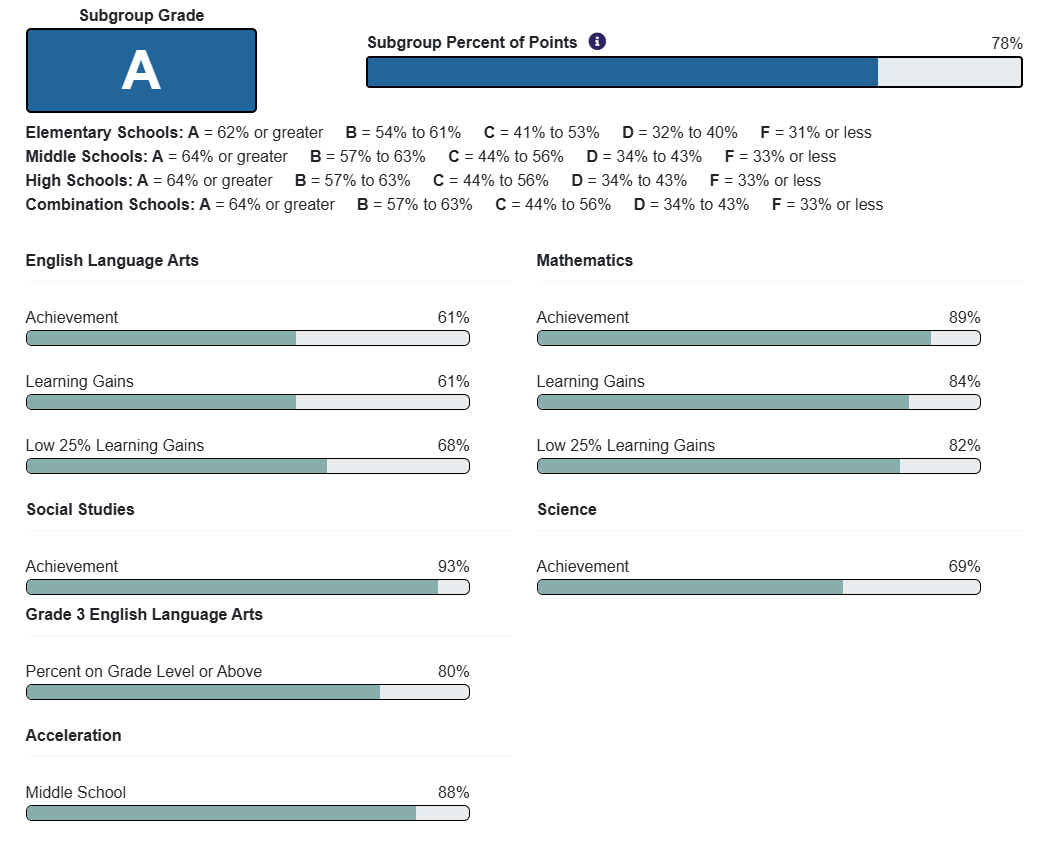 Subgroup Grade
A
Subgroup Percent of Points
78%
Elementary Schools: A = 62% or greater B = 54% to 61% C = 41% to 53% D = 32% to 40% F = 31% or less
Middle Schools: A = 64% or greater B = 57% to 63% C = 44% to 56% D = 34% to 43% F = 33% or less
High Schools: A = 64% or greater B = 57% to 63% C = 44% to 56% D = 34% to 43% F = 33% or less
Combination Schools: A = 64% or greater B = 57% to 63% C = 44% to 56% D = 34% to 43% F = 33% or less
English Language Arts
Achievement 61%
Learning Gains 61%
Low 25% Learning Gains 68%
Mathematics
Achievement 89%
Learning Gains 84%
Low 25% Learning Gains 82%
Social Studies
Achievement 93%
Science
Achievement 69%
Grade 3 English Language Arts
Percent on Grade Level or Above 80%
Acceleration
Middle School 88%